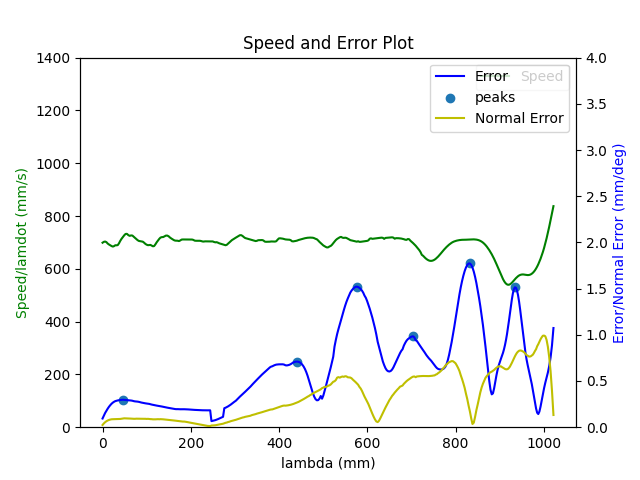 Speed and Error Plot
1400
1200
1000
800
600
400
200
0
Speed/lamdot (mm/s)
4.0
3.5
3.0
2.5
2.0
1.5
1.0
0.5
0.0
Error/Normal Error (mm/deg)
Speed
Error
peaks
Normal Error
0 200 400 600 800 1000
lambda (mm)